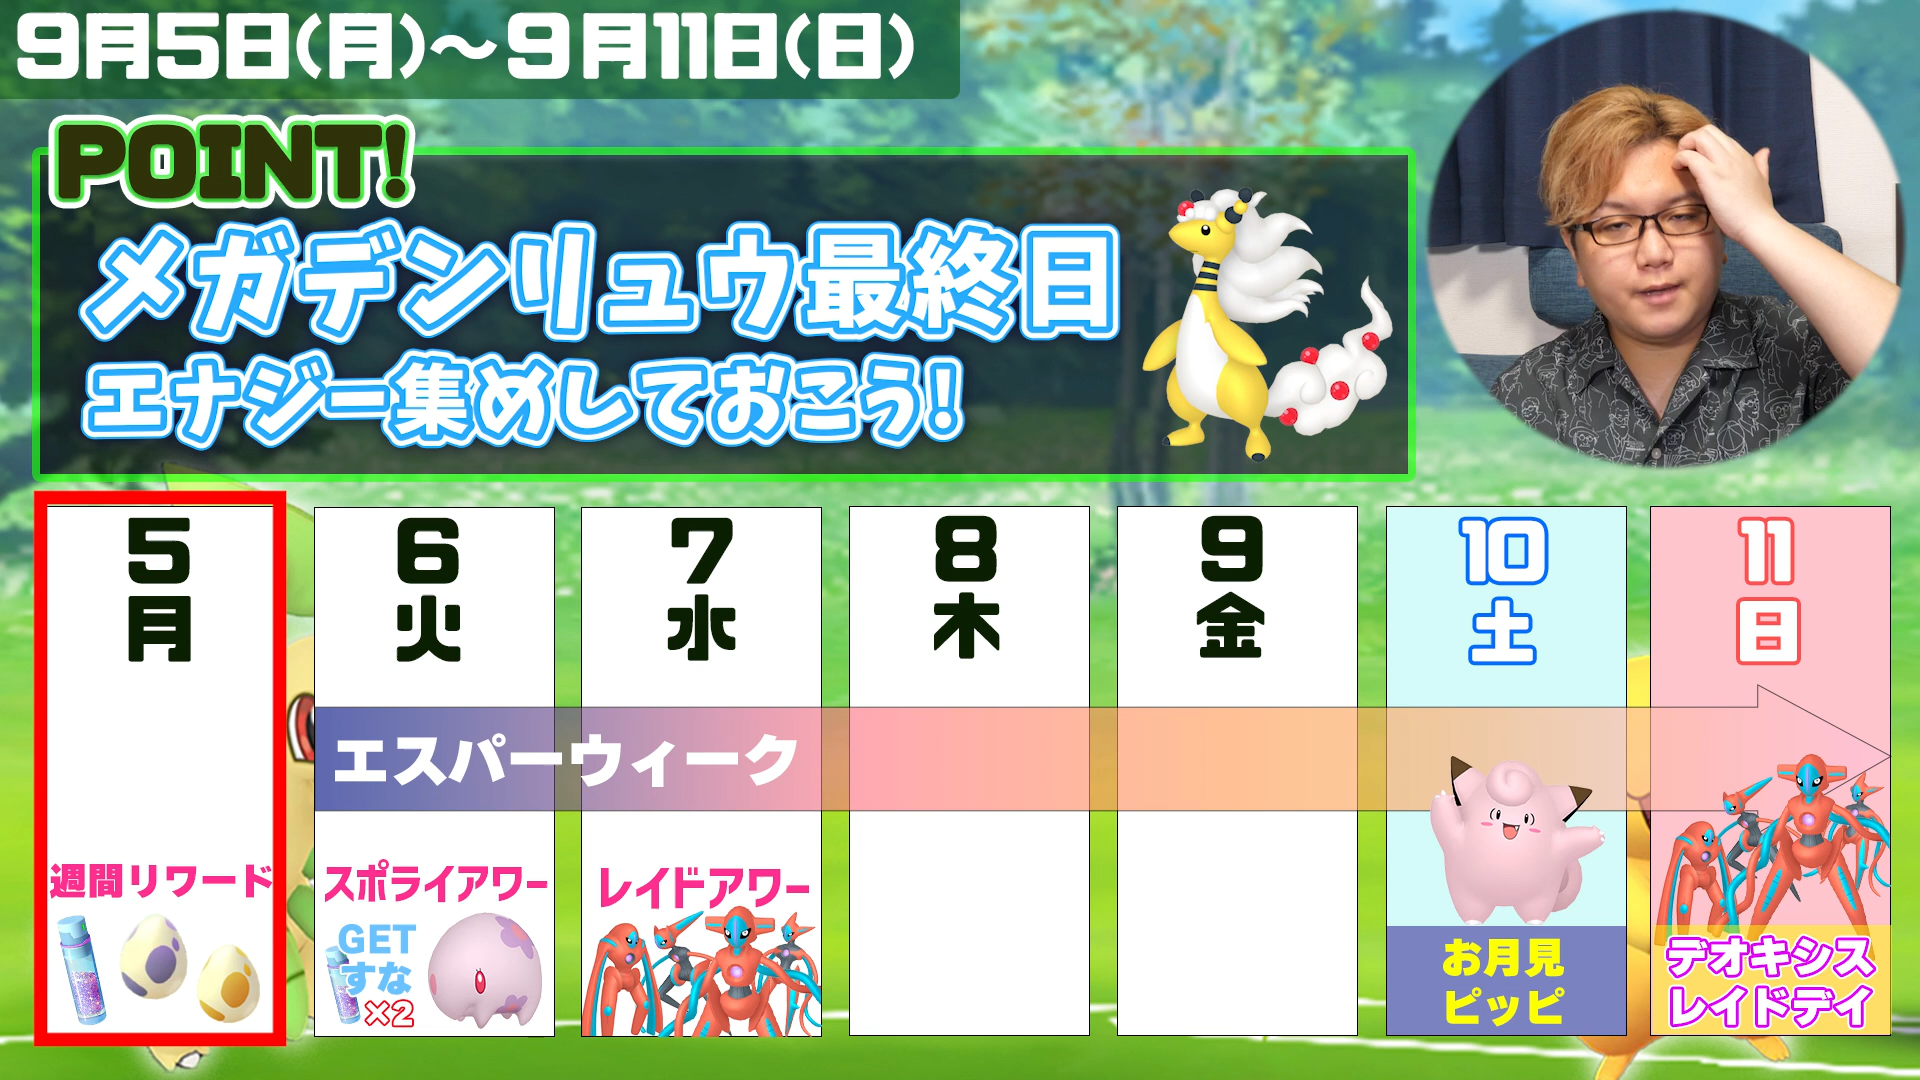 9月5日(月)～9月11日(日)
POINT!
メガデンリュウ最終日
エナジー集めしておこう!
5
月
週間リワード
6
火
7
水
8
木
9
金
10
土
11
日
エスパーウィーク
スポライアワー
GET
すな
×2
レイドアワー
お月見
ピッピ
デオキシス
レイドデイ